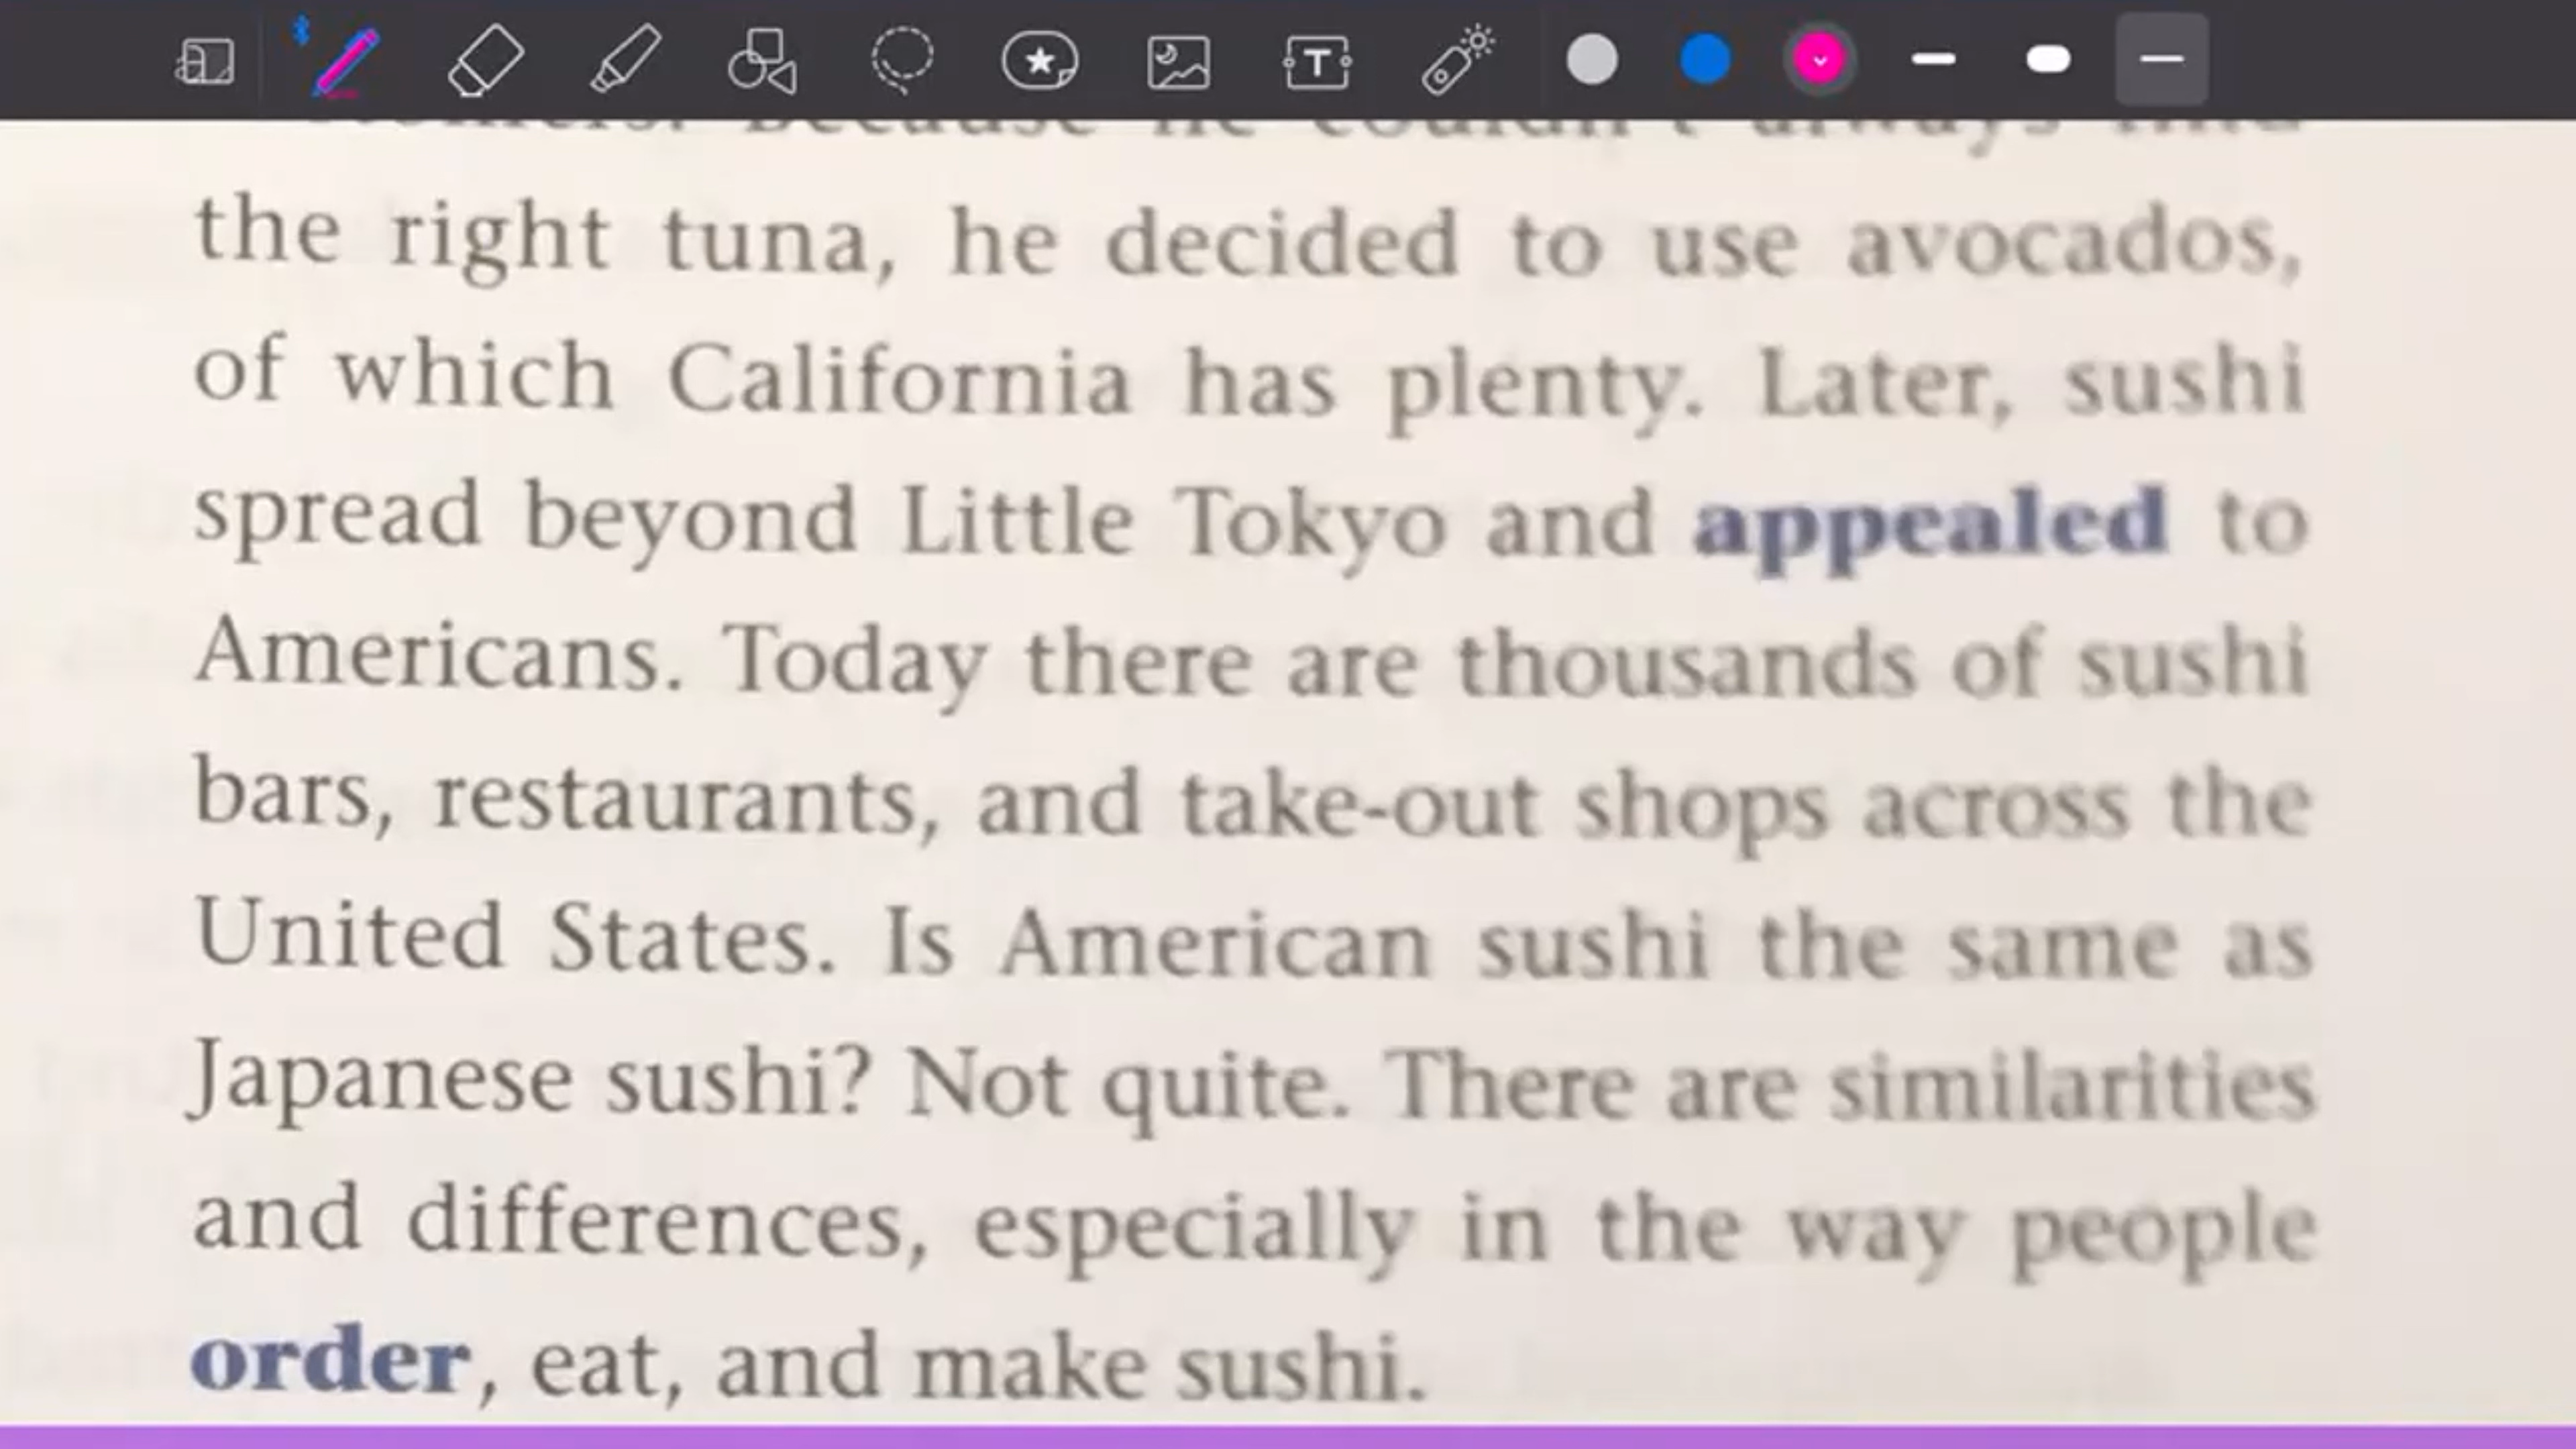 the right tuna, he decided to use avocados,
of which California has plenty. Later, sushi
spread beyond Little Tokyo and appealed to
Americans. Today there are thousands of sushi
bars, restaurants, and take-out shops across the
United States. Is American sushi the same as
Japanese sushi? Not quite. There are similarities
and differences, especially in the way people
order, eat, and make sushi.